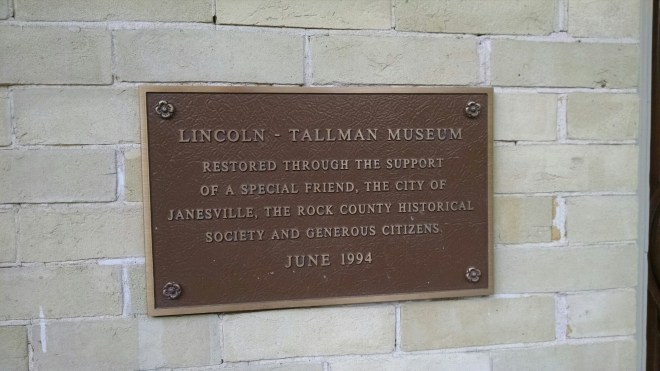 LINCOLN - TALLMAN MUSEUM
RESTORED THROUGH THE SUPPORT
OF A SPECIAL FRIEND, THE CITY OF
JANESVILLE, THE ROCK COUNTY HISTORICAL
SOCIETY AND GENEROUS CITIZENS
JUNE 1994